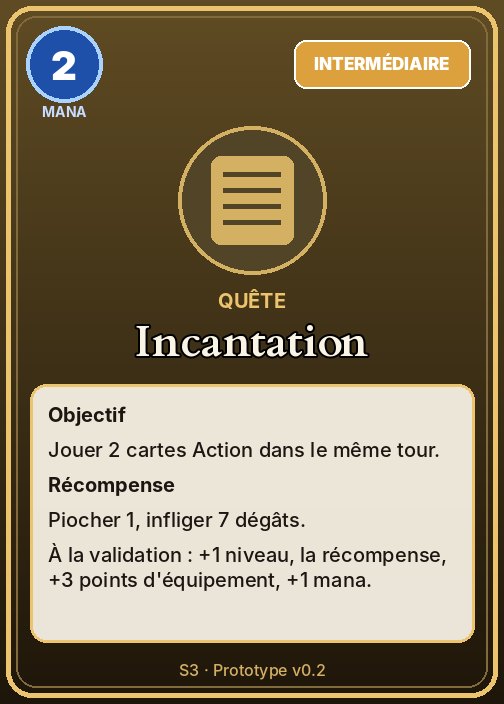 2
MANA
INTERMÉDIAIRE
QUÊTE
Incantation
Objectif
Jouer 2 cartes Action dans le même tour.
Récompense
Piocher 1, infliger 7 dégâts.
À la validation : +1 niveau, la récompense,
+3 points d'équipement, +1 mana.
S3 · Prototype v0.2